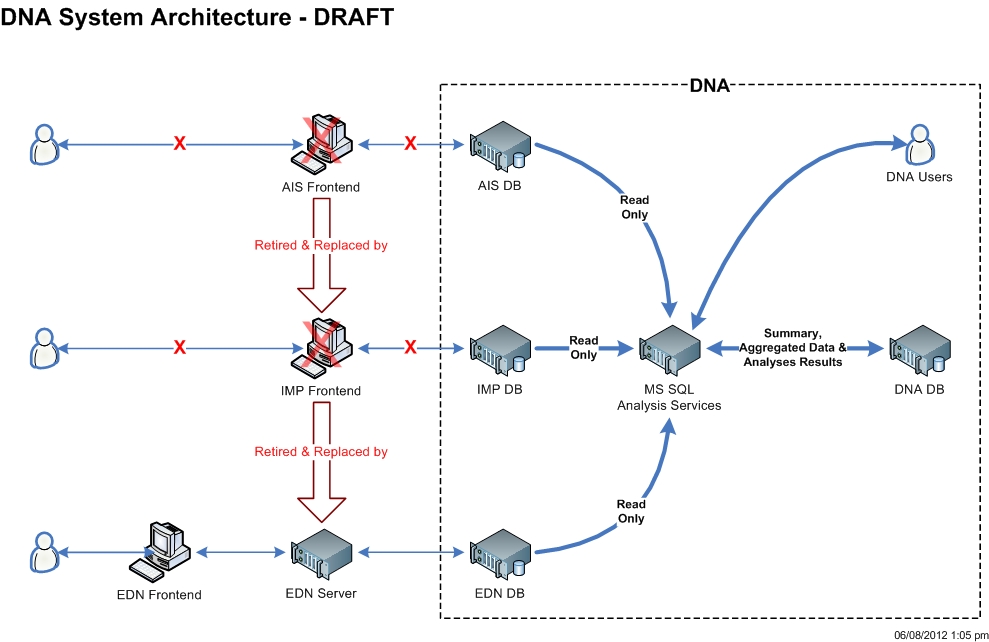 DNA System Architecture - DRAFT
DNA
X
X
AIS Frontend
AIS DB
DNA Users
Read
Only
Retired & Replaced by
X
X
IMP Frontend
IMP DB
Read
Only
MS SQL
Analysis Services
Summary,
Aggregated Data &
Analyses Results
DNA DB
Retired & Replaced by
Read
Only
EDN Frontend
EDN Server
EDN DB
06/08/2012 1:05 pm